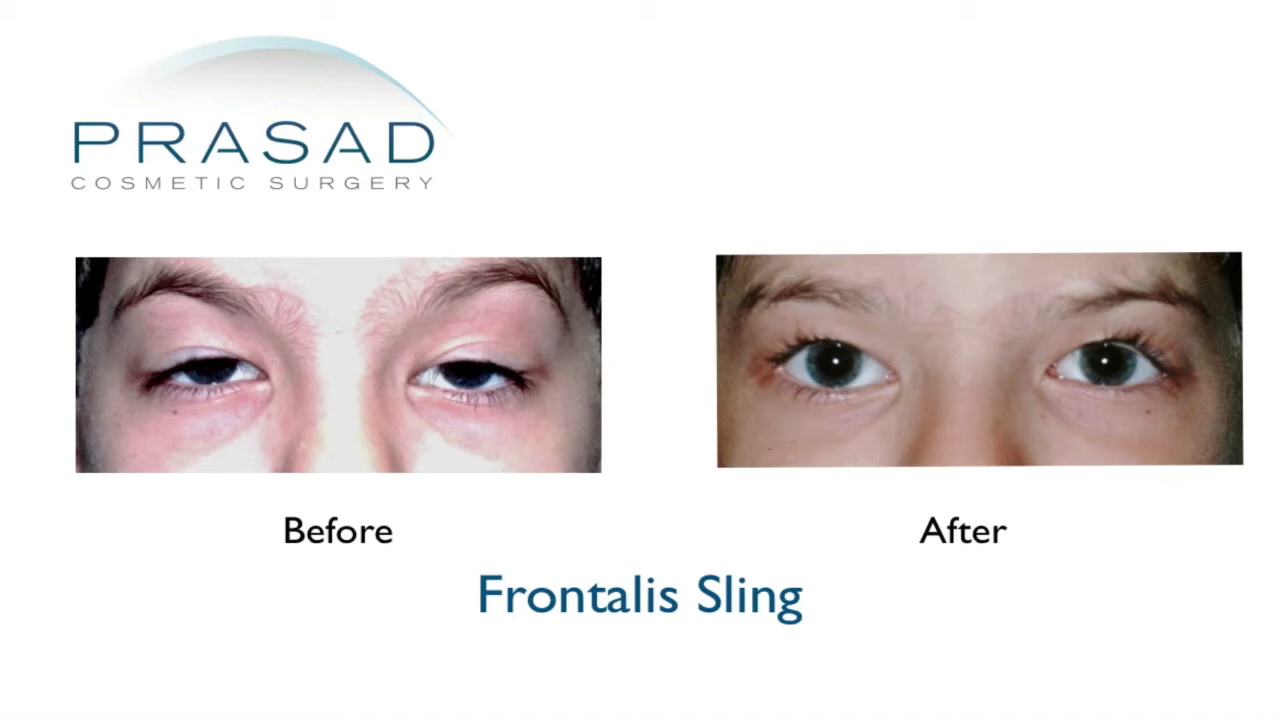 PRASAD
COSMETIC SURGERY
Before
After
Frontalis Sling